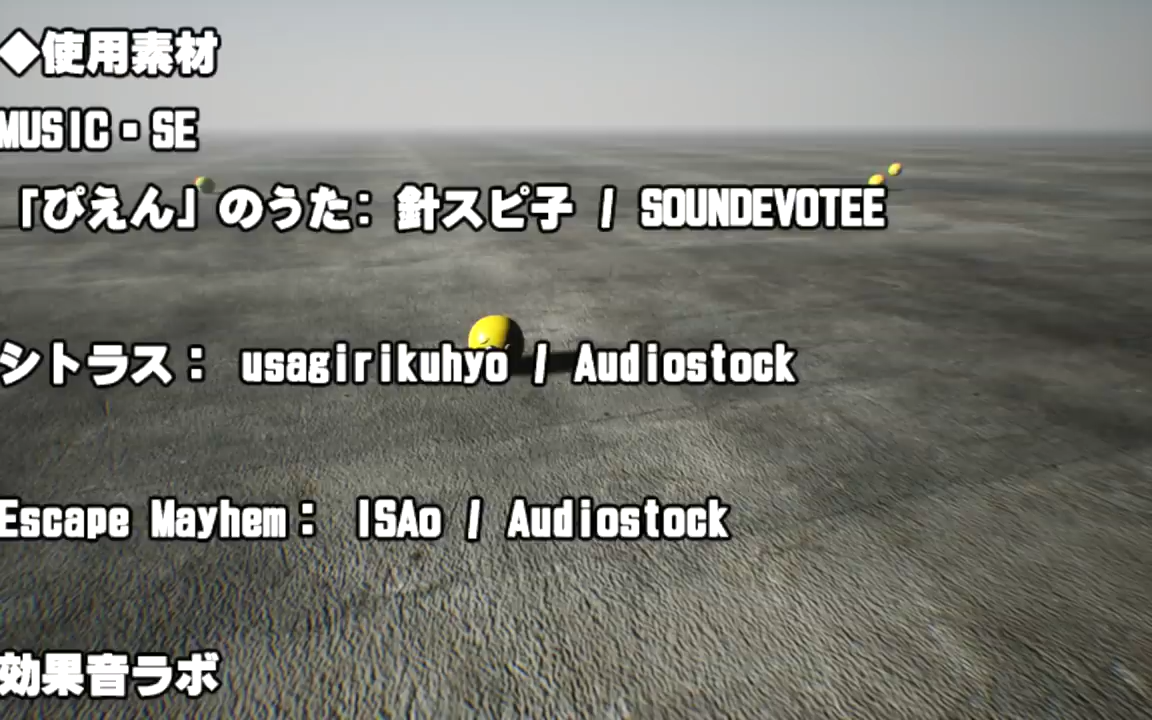 ◆使用素材
MUSIC・SE
「ぴえん」のうた: 針スピ子 / SOUNDEVOTEE
シトラス： usagirikuhyo / Audiostock
Escape Mayhem： ISAo / Audiostock
効果音ラボ